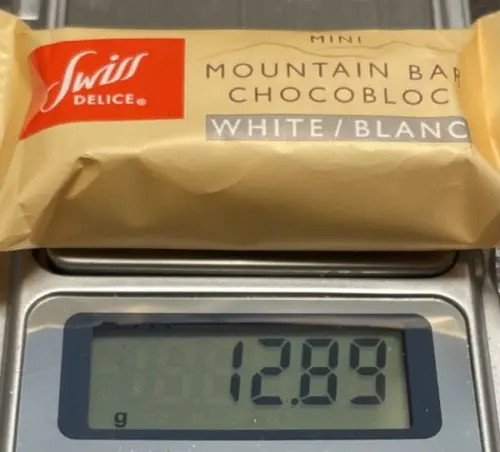 MINI
Swiss
DELICE®
MOUNTAIN BAR
CHOCOBLOC
WHITE/BLANC
12.89
g